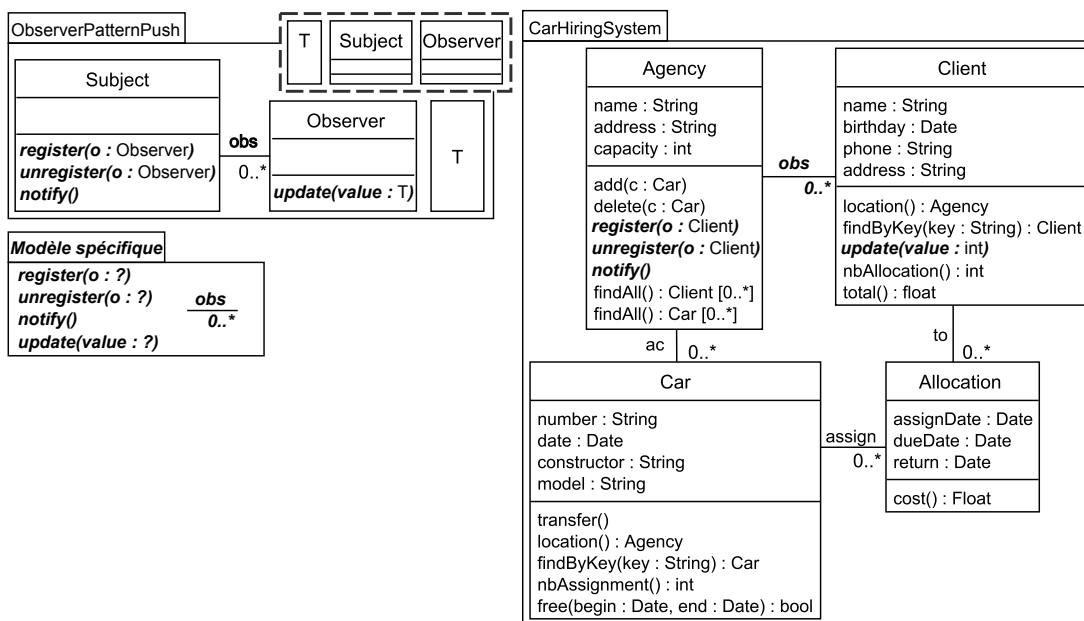 ObserverPatternPush
T
Subject
Observer
Subject
register(o : Observer)
unregister(o : Observer)
notify()
obs
0..*
Observer
update(value : T)
T
Modèle spécifique
register(o : ?)
unregister(o : ?)
notify()
update(value : ?)
obs
0..*
CarHiringSystem
Agency
name : String
address : String
capacity : int
add(c : Car)
delete(c : Car)
register(o : Client)
unregister(o : Client)
notify()
findAll() : Client [0..*]
findAll() : Car [0..*]
obs
0..*
Client
name : String
birthday : Date
phone : String
address : String
location() : Agency
findByKey(key : String) : Client
update(value : int)
nbAllocation() : int
total() : float
ac
0..*
to
0..*
Car
number : String
date : Date
constructor : String
model : String
transfer()
location() : Agency
findByKey(key : String) : Car
nbAssignment() : int
free(begin : Date, end : Date) : bool
assign
0..*
Allocation
assignDate : Date
dueDate : Date
return : Date
cost() : Float